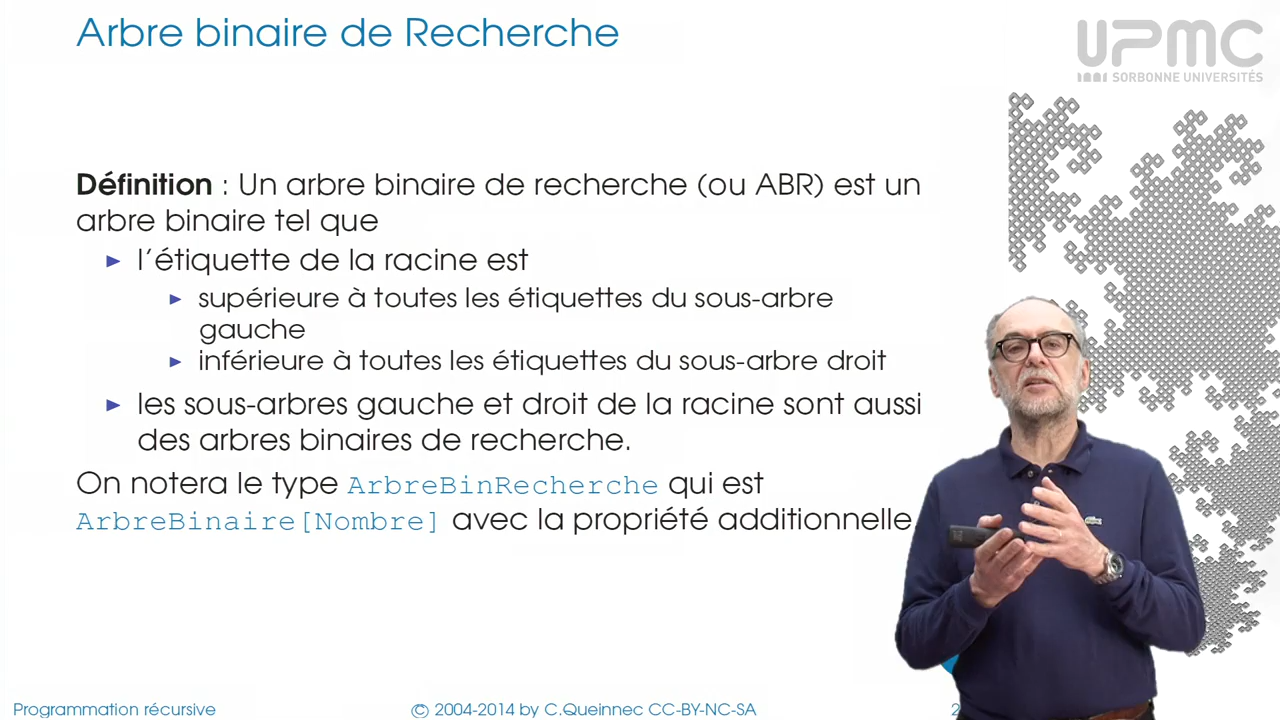 Arbre binaire de Recherche
UPMC
SORBONNE UNIVERSITÉS
Définition : Un arbre binaire de recherche (ou ABR) est un
arbre binaire tel que
l'étiquette de la racine est
supérieure à toutes les étiquettes du sous-arbre
gauche
inférieure à toutes les étiquettes du sous-arbre droit
les sous-arbres gauche et droit de la racine sont aussi
des arbres binaires de recherche.
On notera le type ArbreBinRecherche qui est
ArbreBinaire[Nombre] avec la propriété additionnelle.
Programmation récursive
© 2004-2014 by C.Queinnec CC-BY-NC-SA